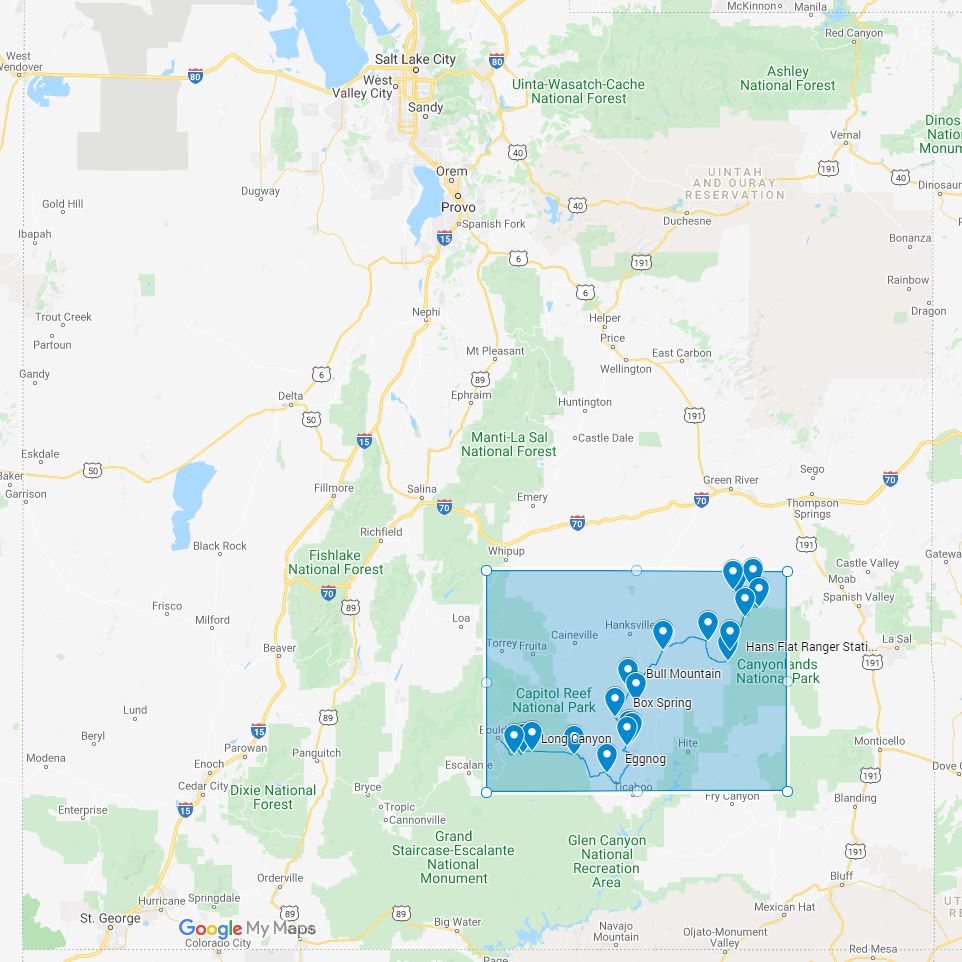 McKinnon
Manila
Red Canyon
West
Wendover
80
Salt Lake City
80
West
Valley City
Sandy
Uinta-Wasatch-Cache
National Forest
Ashley
National Forest
Dinos
Natio
Monum
Vernal
40
191
40
Orem
Dugway
Provo
UINTAH
AND OURAY
RESERVATION
Dinosaur
Gold Hill
40
Duchesne
Spanish Fork
Ibapah
15
Bonanza
6
191
Rainbow
6
Dragon
Trout Creek
Nephi
Helper
Partoun
Price
Mt Pleasant
East Carbon
Gandy
6
Wellington
89
Delta
Ephraim
Huntington
50
191
15
Manti-La Sal
National Forest
Castle Dale
Eskdale
Baker
50
Sego
70
Garrison
Fillmore
Salina
Emery
Green River
70
Thompson
Springs
70
70
Richfield
Black Rock
Whipup
191
Fishlake
National Forest
Gateway
Castle Valley
70
Moab
Frisco
89
Spanish Valley
Milford
Loa
Hanksville
Caineville
La Sal
Beaver
Torrey
Fruita
Hans Flat Ranger Stati...
191
Canyonlands
National Park
Bull Mountain
Capitol Reef
National Park
Box Spring
Lund
89
Beryl
15
Long Canyon
Hite
Monticello
Modena
Panguitch
Eggnog
Enoch
Escalante
191
Dove C
Cedar City
Bryce
Ticaboo
Dixie National
Forest
Fry Canyon
Blanding
Enterprise
15
Tropic
Cannonville
Grand
Staircase-Escalante
National
Monument
Glen Canyon
National
Recreation
Area
191
Bluff
Orderville
Hurricane
Springdale
Mexican Hat
St. George
89
89
Google My Maps
Big Water
Navajo
Mountain
Oljato-Monument
Valley
Colorado City
Red Mesa
Page